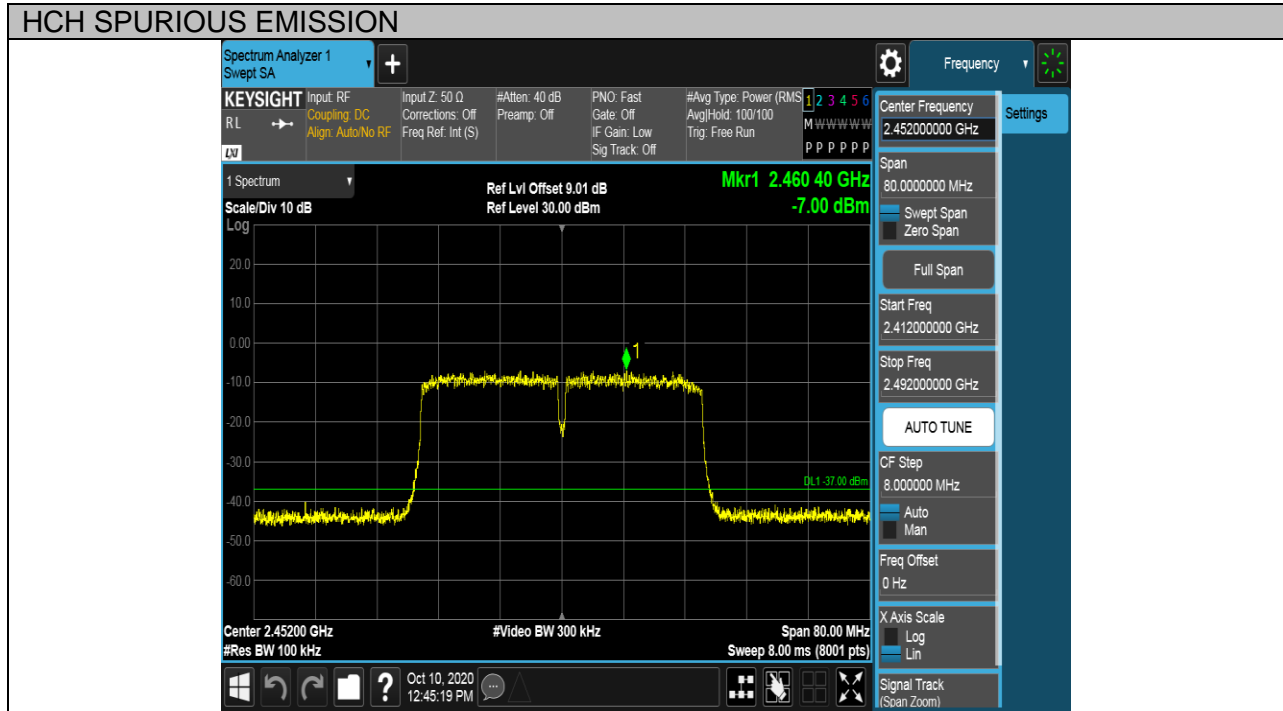 HCH SPURIOUS EMISSION
Spectrum Analyzer 1
Swept SA
+
Frequency
KEYSIGHT
RL
LXI
Input: RF
Coupling: DC
Align: Auto/No RF
Input Z: 50 Ω
Corrections: Off
Freq Ref: Int (S)
#Atten: 40 dB
Preamp: Off
PNO: Fast
Gate: Off
IF Gain: Low
Sig Track: Off
#Avg Type: Power (RMS
Avg|Hold: 100/100
Trig: Free Run
1 2 3 4 5 6
M W W W W W
P P P P P P
1 Spectrum
Scale/Div 10 dB
Ref Lvl Offset 9.01 dB
Ref Level 30.00 dBm
Mkr1 2.460 40 GHz
-7.00 dBm
Log
20.0
10.0
0.00
-10.0
-20.0
-30.0
-40.0
-50.0
-60.0
1
DL1 -37.00 dBm
Center 2.45200 GHz
#Res BW 100 kHz
#Video BW 300 kHz
Span 80.00 MHz
Sweep 8.00 ms (8001 pts)
?
Oct 10, 2020
12:45:19 PM
Center Frequency
2.452000000 GHz
Settings
Span
80.0000000 MHz
Swept Span
Zero Span
Full Span
Start Freq
2.412000000 GHz
Stop Freq
2.492000000 GHz
AUTO TUNE
CF Step
8.000000 MHz
Auto
Man
Freq Offset
0 Hz
X Axis Scale
Log
Lin
Signal Track
(Span Zoom)